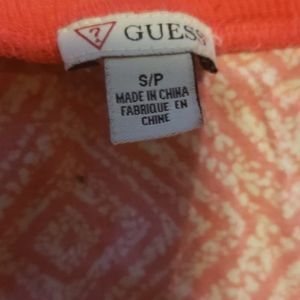 ? GUESS
S/P
MADE IN CHINA
FABRIQUE EN
CHINE